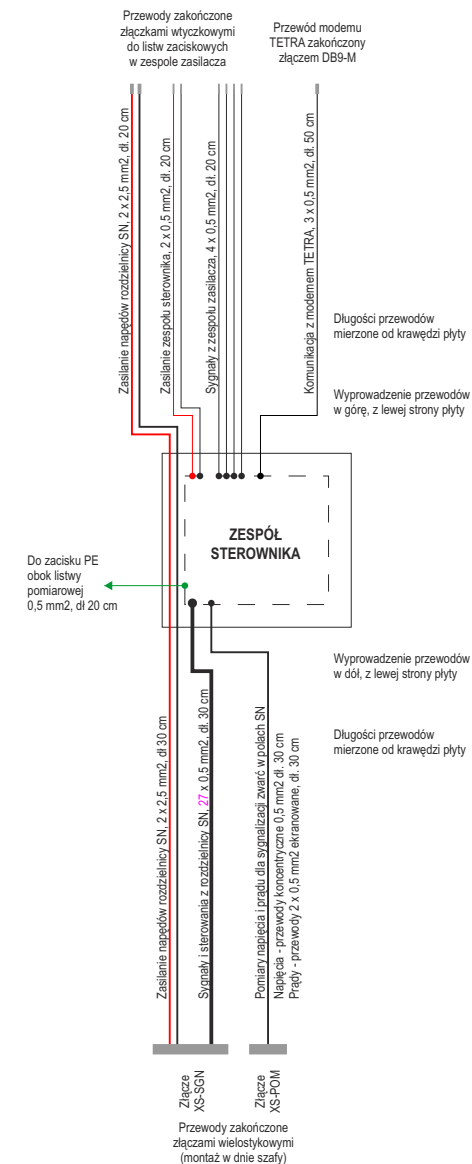 Przewody zakończone
złączkami wtyczkowymi
do listw zaciskowych
w zespole zasilacza
Przewód modemu
TETRA zakończony
złączem DB9-M
Zasilanie napędów rozdzielnicy SN, 2 x 2,5 mm2, dł. 20 cm
Zasilanie zespołu sterownika, 2 x 0,5 mm2, dł. 20 cm
Sygnały z zespołu zasilacza, 4 x 0,5 mm2, dł. 20 cm
Komunikacja z modemem TETRA, 3 x 0,5 mm2, dł. 50 cm
Długości przewodów
mierzone od krawędzi płyty
Wyprowadzenie przewodów
w górę, z lewej strony płyty
ZESPÓŁ
STEROWNIKA
Do zacisku PE
obok listwy
pomiarowej
0,5 mm2, dł 20 cm
Wyprowadzenie przewodów
w dół, z lewej strony płyty
Długości przewodów
mierzone od krawędzi płyty
Zasilanie napędów rozdzielnicy SN, 2 x 2,5 mm2, dł 30 cm
Sygnały i sterowania z rozdzielnicy SN, 27 x 0,5 mm2, dł. 30 cm
Pomiary napięcia i prądu dla sygnalizacji zwarć w polach SN
Napięcia - przewody koncentryczne 0,5 mm2 dł. 30 cm
Prądy - przewody 2 x 0,5 mm2 ekranowane, dł. 30 cm
Złącze
XS-SGN
Złącze
XS-POM
Przewody zakończone
złączami wielostykowymi
(montaż w dnie szafy)